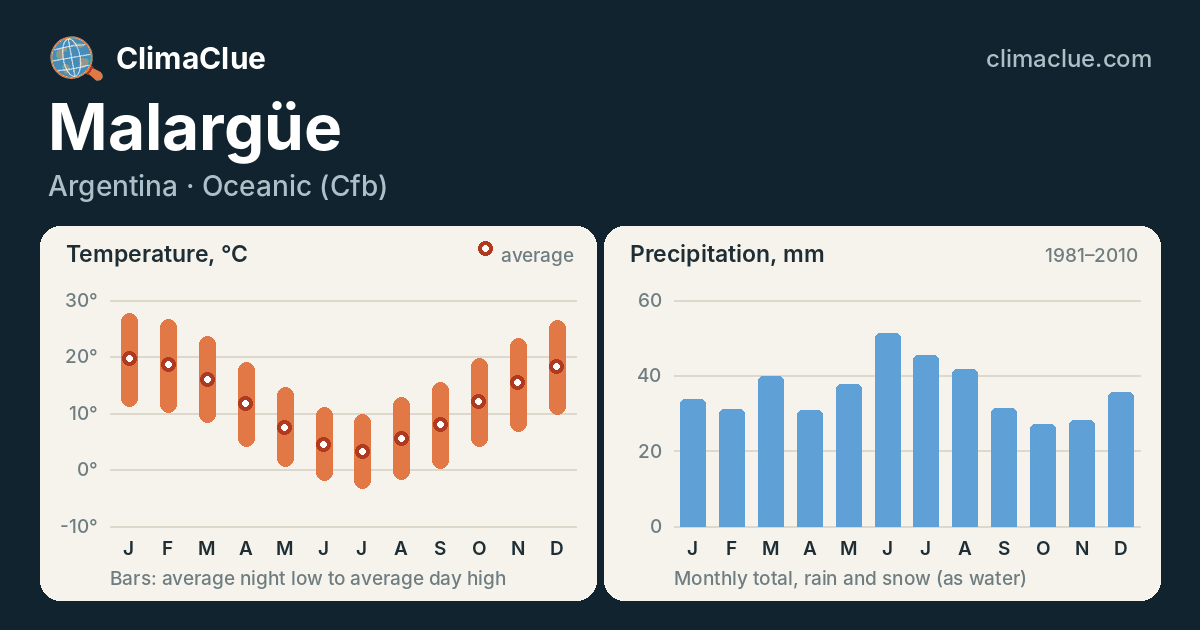 ClimaClue
climaclue.com
Malargüe
Argentina · Oceanic (Cfb)
Temperature, °C
average
30°
20°
10°
0°
-10°
J F M A M J J A S O N D
Bars: average night low to average day high
Precipitation, mm
1981–2010
60
40
20
0
J F M A M J J A S O N D
Monthly total, rain and snow (as water)